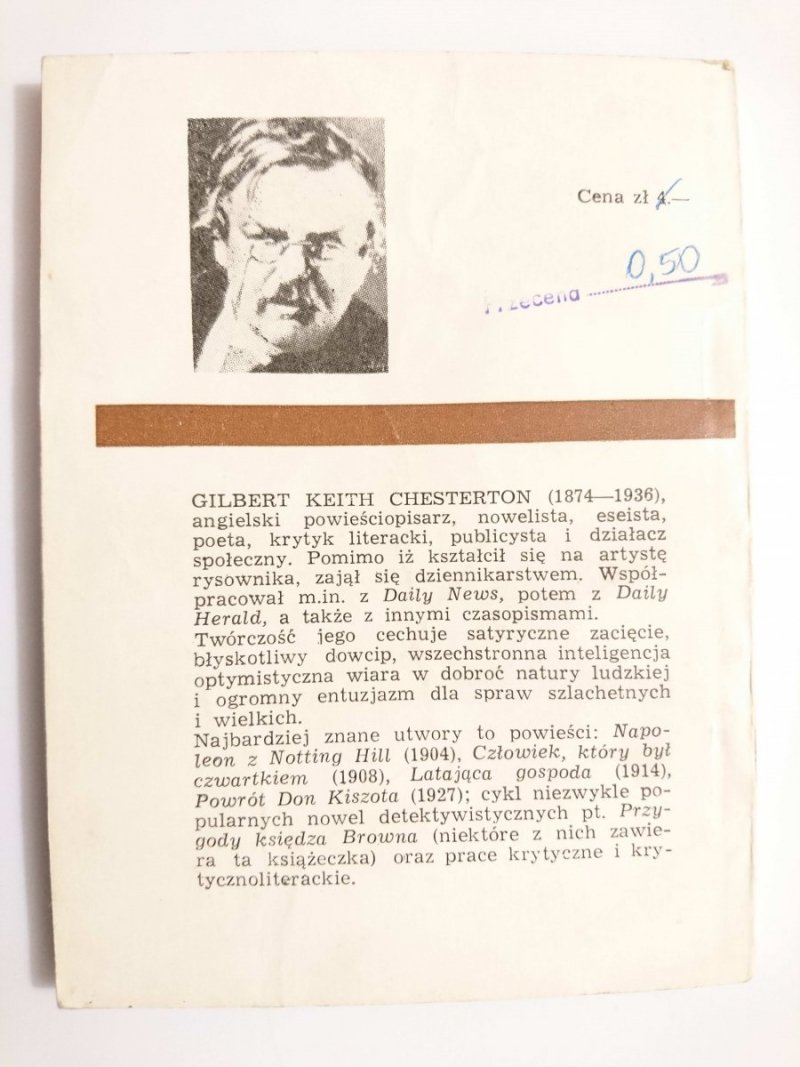 Cena zł 4.—
0,50
Przecena
GILBERT KEITH CHESTERTON (1874—1936),
angielski powieściopisarz, nowelista, eseista,
poeta, krytyk literacki, publicysta i działacz
społeczny. Pomimo iż kształcił się na artystę
rysownika, zajął się dziennikarstwem. Współ-
pracował m.in. z Daily News, potem z Daily
Herald, a także z innymi czasopismami.
Twórczość jego cechuje satyryczne zacięcie,
błyskotliwy dowcip, wszechstronna inteligencja
optymistyczna wiara w dobroć natury ludzkiej
i ogromny entuzjazm dla spraw szlachetnych
i wielkich.
Najbardziej znane utwory to powieści: Napo-
leon z Notting Hill (1904), Człowiek, który był
czwartkiem (1908), Latająca gospoda (1914),
Powrót Don Kiszota (1927); cykl niezwykle po-
pularnych nowel detektywistycznych pt. Przy-
gody księdza Browna (niektóre z nich zawie-
ra ta książeczka) oraz prace krytyczne i kry-
tycznoliterackie.